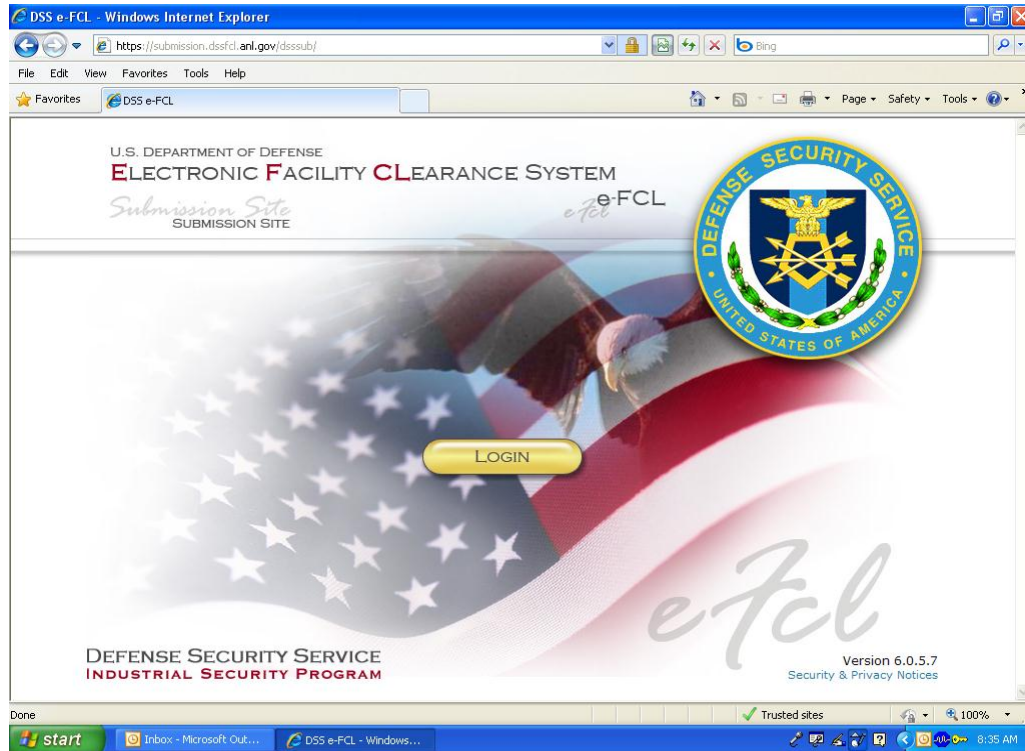 DSS e-FCL - Windows Internet Explorer
https://submission.dssfcl.anl.gov/dsssub/
Bing
File Edit View Favorites Tools Help
Favorites DSS e-FCL Page Safety Tools
U.S. DEPARTMENT OF DEFENSE
ELECTRONIC FACILITY CLEARANCE SYSTEM
e-FCL
eFcl
Submission Site
SUBMISSION SITE
DEFENSE SECURITY SERVICE
UNITED STATES OF AMERICA
LOGIN
eFcl
DEFENSE SECURITY SERVICE
INDUSTRIAL SECURITY PROGRAM
Version 6.0.5.7
Security & Privacy Notices
Done Trusted sites 100%
start Inbox - Microsoft Out... DSS e-FCL - Windows... 8:35 AM